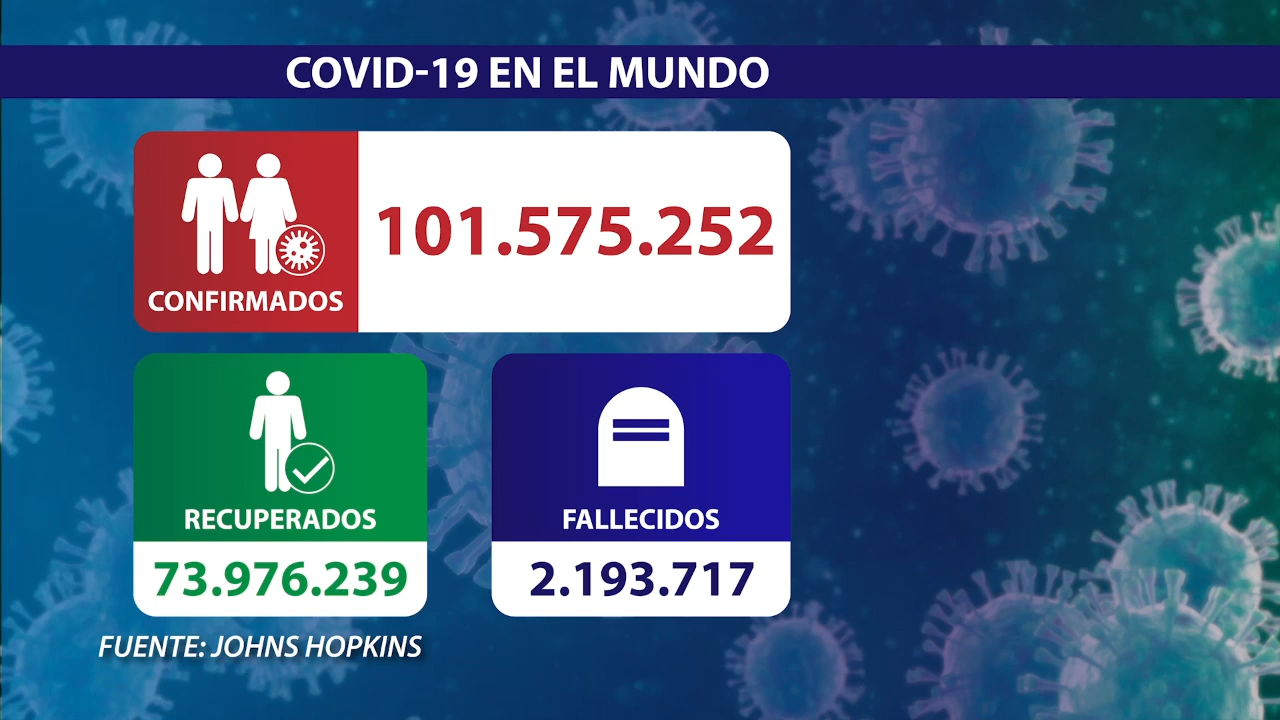 COVID-19 EN EL MUNDO
101.575.252
CONFIRMADOS
RECUPERADOS
73.976.239
FALLECIDOS
2.193.717
FUENTE: JOHNS HOPKINS